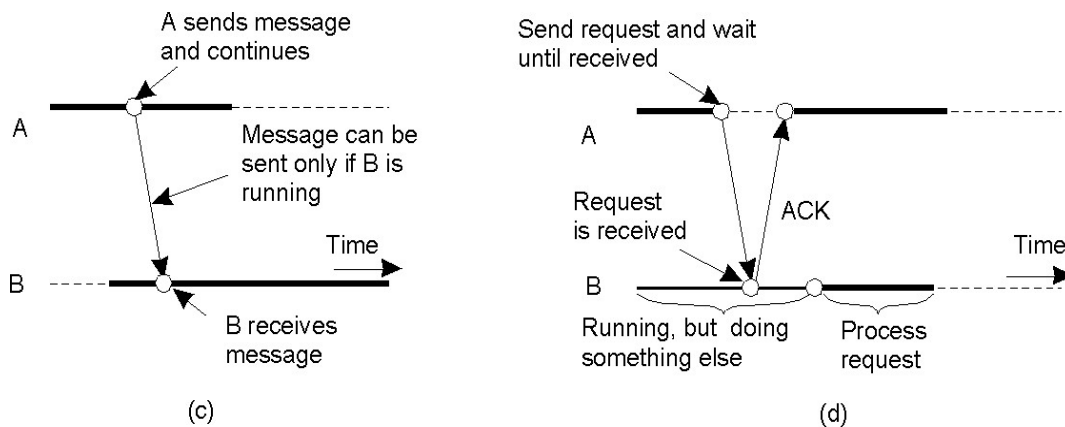 A sends message
and continues
A
Message can be
sent only if B is
running
Time
B
B receives
message
(c)
Send request and wait
until received
A
Request
is received
ACK
Time
B
Running, but doing
something else
Process
request
(d)